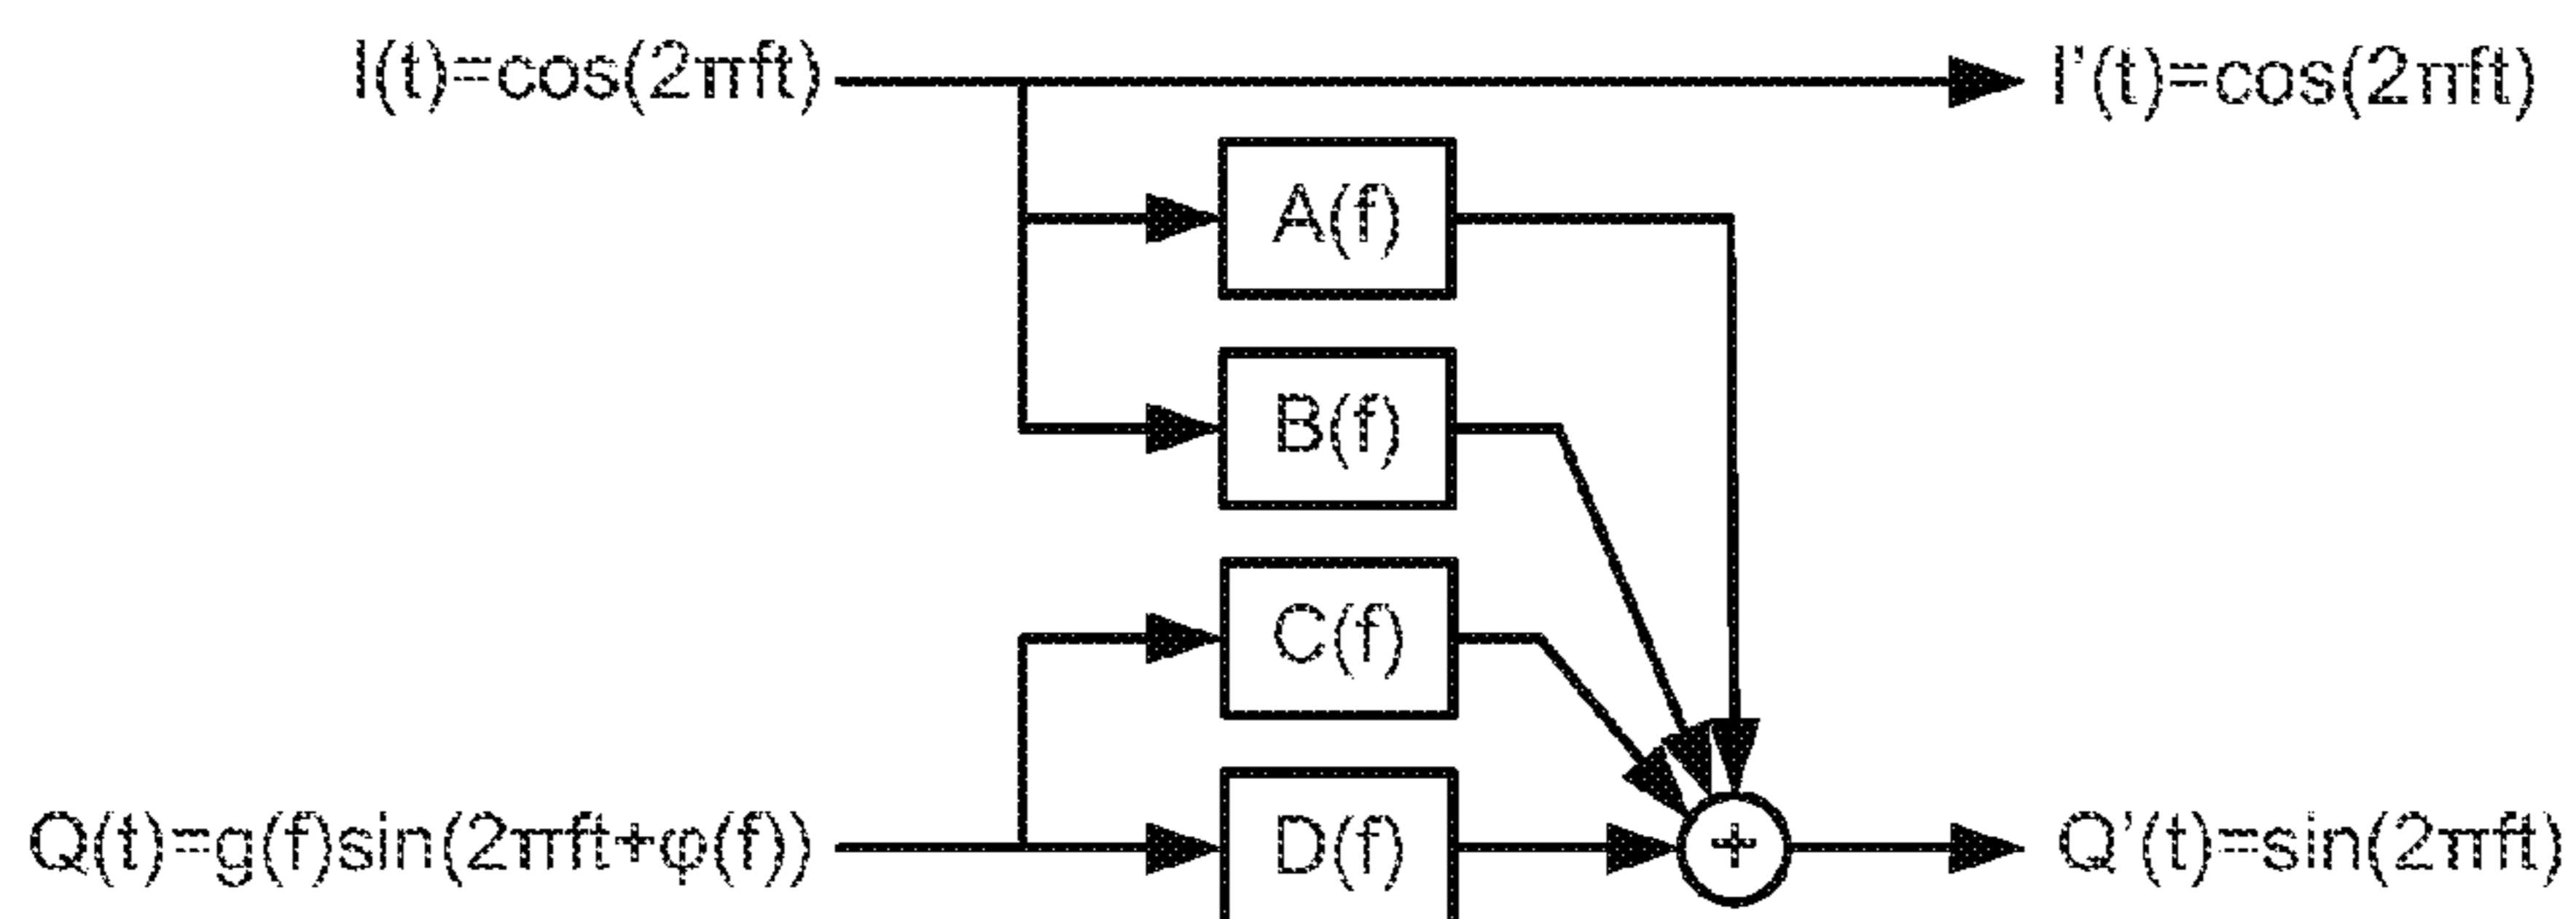 I(t)=cos(2πft)
I'(t)=cos(2πft)
A(f)
B(f)
C(f)
Q(t)=g(f)sin(2πft+φ(f))
D(f)
+
Q'(t)=sin(2πft)